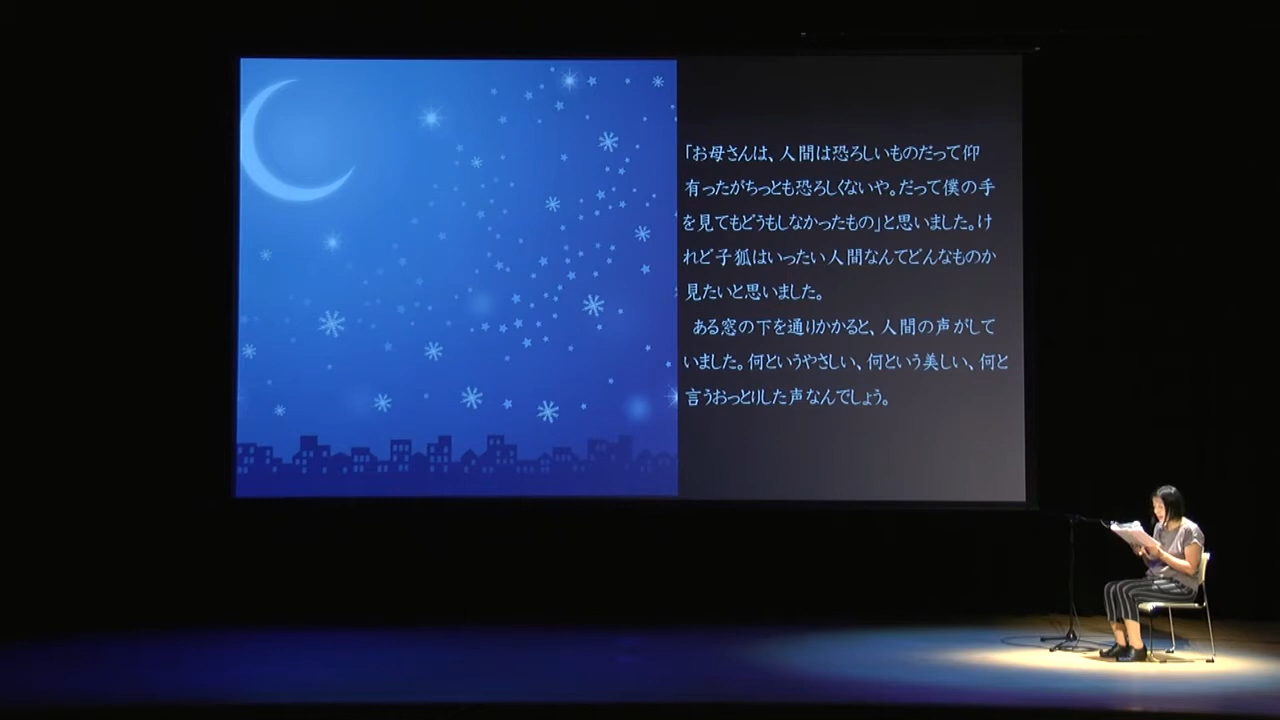 「お母さんは、人間は恐ろしいものだって仰
有ったがちっとも恐ろしくないや。だって僕の手
を見てもどうもしなかったもの」と思いました。け
れど子狐はいったい人間なんてどんなものか
見たいと思いました。
ある窓の下を通りかかると、人間の声がして
いました。何というやさしい、何という美しい、何と
言うおっとりした声なんでしょう。